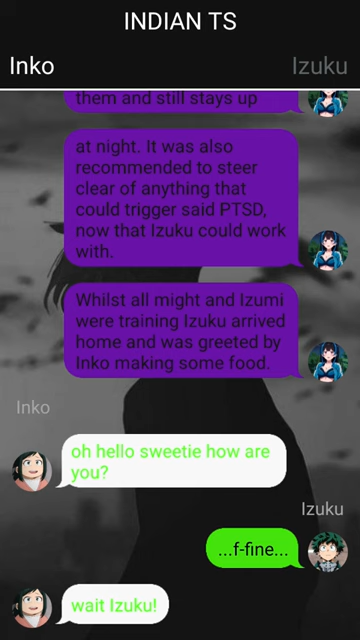 INDIAN TS
Inko Izuku
them and still stays up
at night. It was also
recommended to steer
clear of anything that
could trigger said PTSD,
now that Izuku could work
with.
Whilst all might and Izumi
were training Izuku arrived
home and was greeted by
Inko making some food.
Inko
oh hello sweetie how are
you?
Izuku
...f-fine...
wait Izuku!